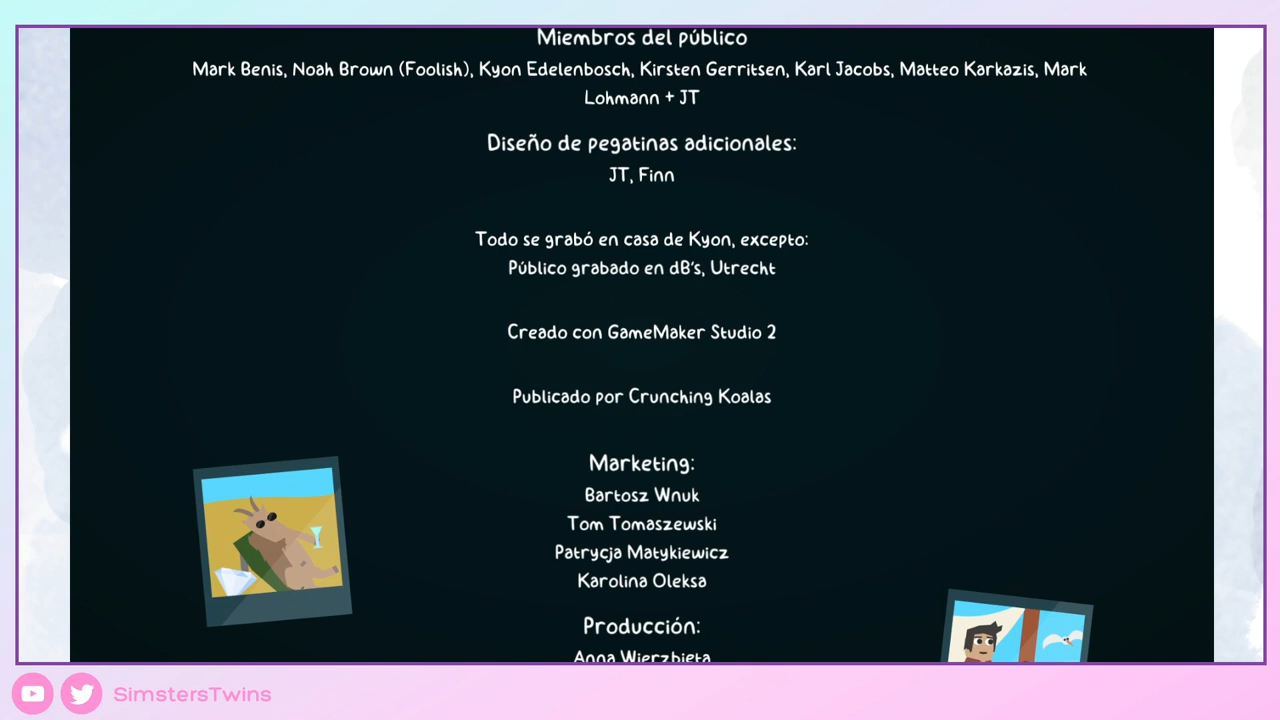 Miembros del público
Mark Benis, Noah Brown (Foolish), Kyon Edelenbosch, Kirsten Gerritsen, Karl Jacobs, Matteo Karkazis, Mark
Lohmann + JT
Diseño de pegatinas adicionales:
JT, Finn
Todo se grabó en casa de Kyon, excepto:
Público grabado en dB's, Utrecht
Creado con GameMaker Studio 2
Publicado por Crunching Koalas
Marketing:
Bartosz Wnuk
Tom Tomaszewski
Patrycja Matykiewicz
Karolina Oleksa
Producción:
Anna Wierzbieta
SimstersTwins